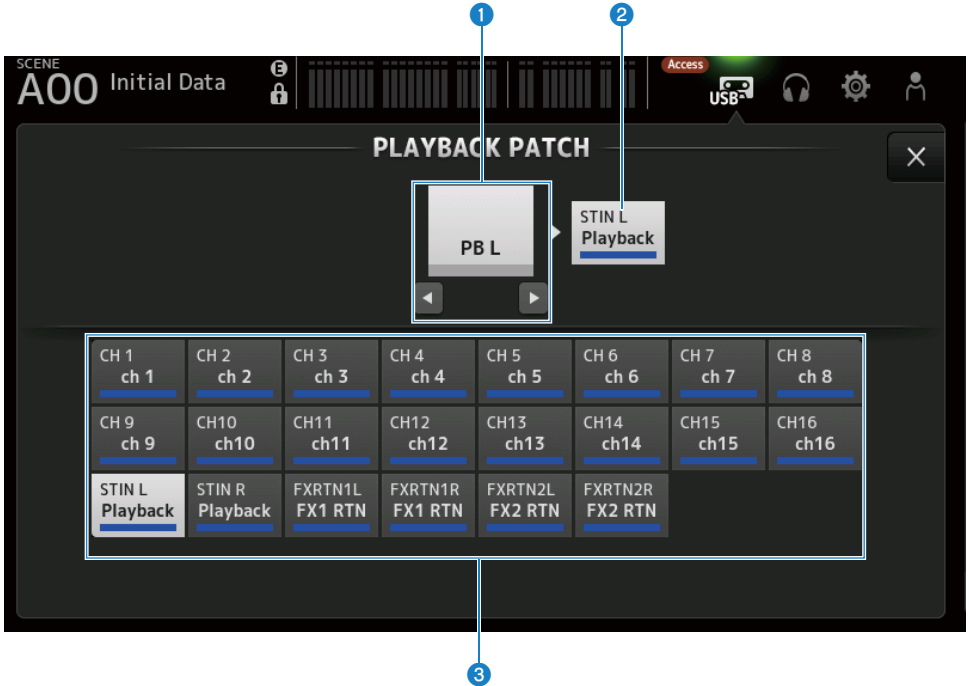 1 2
SCENE
A00 Initial Data E
Access
USB
PLAYBACK PATCH
PB L
STIN L
Playback
CH 1 CH 2 CH 3 CH 4 CH 5 CH 6 CH 7 CH 8
ch 1 ch 2 ch 3 ch 4 ch 5 ch 6 ch 7 ch 8
CH 9 CH10 CH11 CH12 CH13 CH14 CH15 CH16
ch 9 ch10 ch11 ch12 ch13 ch14 ch15 ch16
STIN L STIN R FXRTN1L FXRTN1R FXRTN2L FXRTN2R
Playback Playback FX1 RTN FX1 RTN FX2 RTN FX2 RTN
3